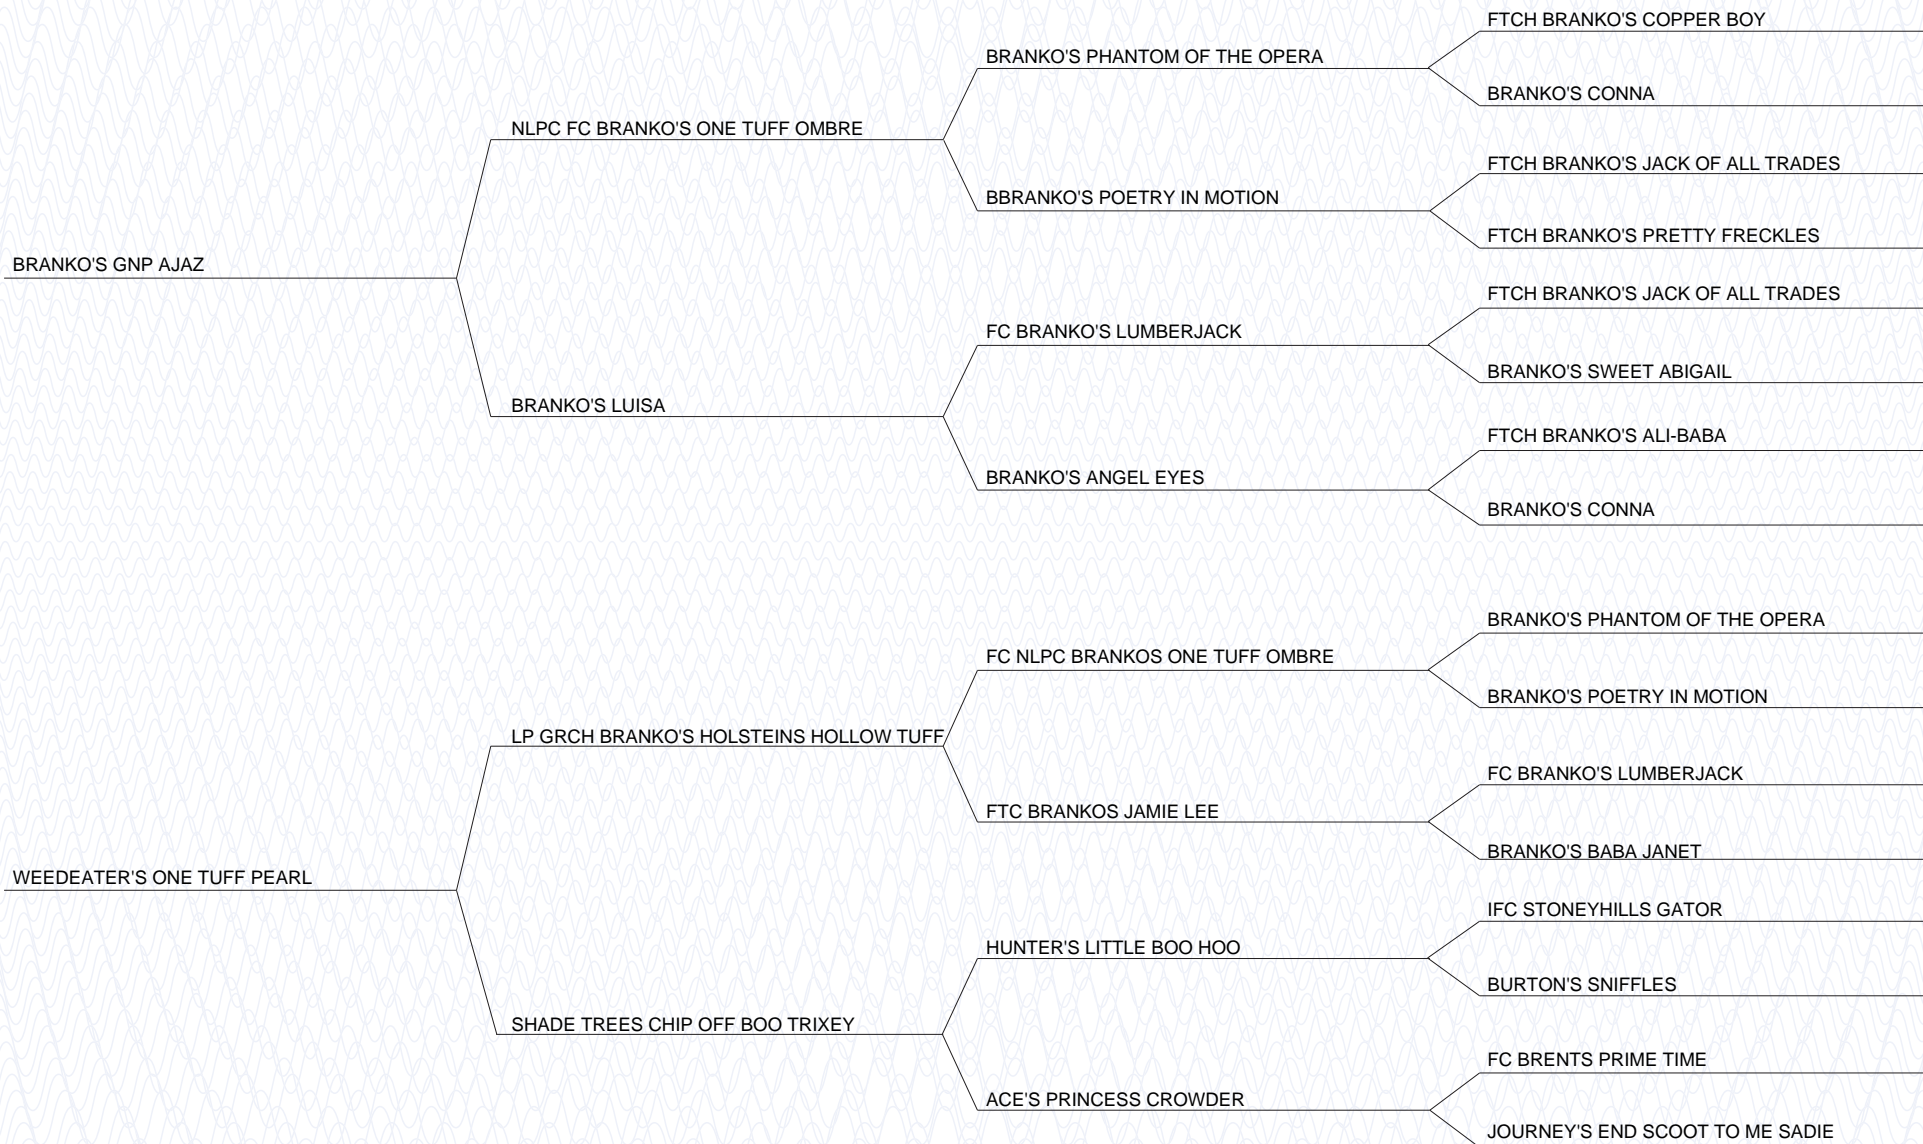 FTCH BRANKO'S COPPER BOY
BRANKO'S PHANTOM OF THE OPERA
BRANKO'S CONNA
NLPC FC BRANKO'S ONE TUFF OMBRE
FTCH BRANKO'S JACK OF ALL TRADES
BBRANKO'S POETRY IN MOTION
FTCH BRANKO'S PRETTY FRECKLES
BRANKO'S GNP AJAZ
FTCH BRANKO'S JACK OF ALL TRADES
FC BRANKO'S LUMBERJACK
BRANKO'S SWEET ABIGAIL
BRANKO'S LUISA
FTCH BRANKO'S ALI-BABA
BRANKO'S ANGEL EYES
BRANKO'S CONNA
BRANKO'S PHANTOM OF THE OPERA
FC NLPC BRANKOS ONE TUFF OMBRE
BRANKO'S POETRY IN MOTION
LP GRCH BRANKO'S HOLSTEINS HOLLOW TUFF
FC BRANKO'S LUMBERJACK
FTC BRANKOS JAMIE LEE
BRANKO'S BABA JANET
WEEDEATER'S ONE TUFF PEARL
IFC STONEYHILLS GATOR
HUNTER'S LITTLE BOO HOO
BURTON'S SNIFFLES
SHADE TREES CHIP OFF BOO TRIXEY
FC BRENTS PRIME TIME
ACE'S PRINCESS CROWDER
JOURNEY'S END SCOOT TO ME SADIE